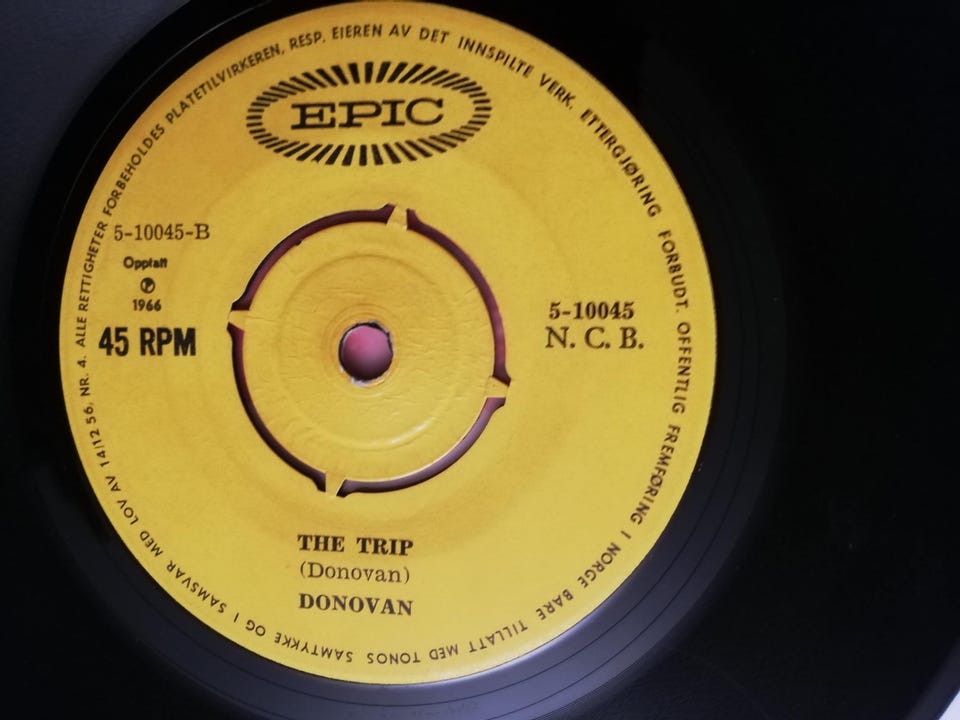 ALLE RETTIGHETER FORBEHOLDES PLATETILVIRKEREN, RESP. EIEREN AV DET INNSPILTE VERK. ETTERGJØRING FORBUDT. OFFENTLIG FREMFØRING I NORGE BARE TILLATT MED TONOS SAMTYKKE OG I SAMSVAR MED LOV AV 14/12 56, NR. 4.
EPIC
5-10045-B
Opptatt
℗
1966
45 RPM
5-10045
N. C. B.
THE TRIP
(Donovan)
DONOVAN